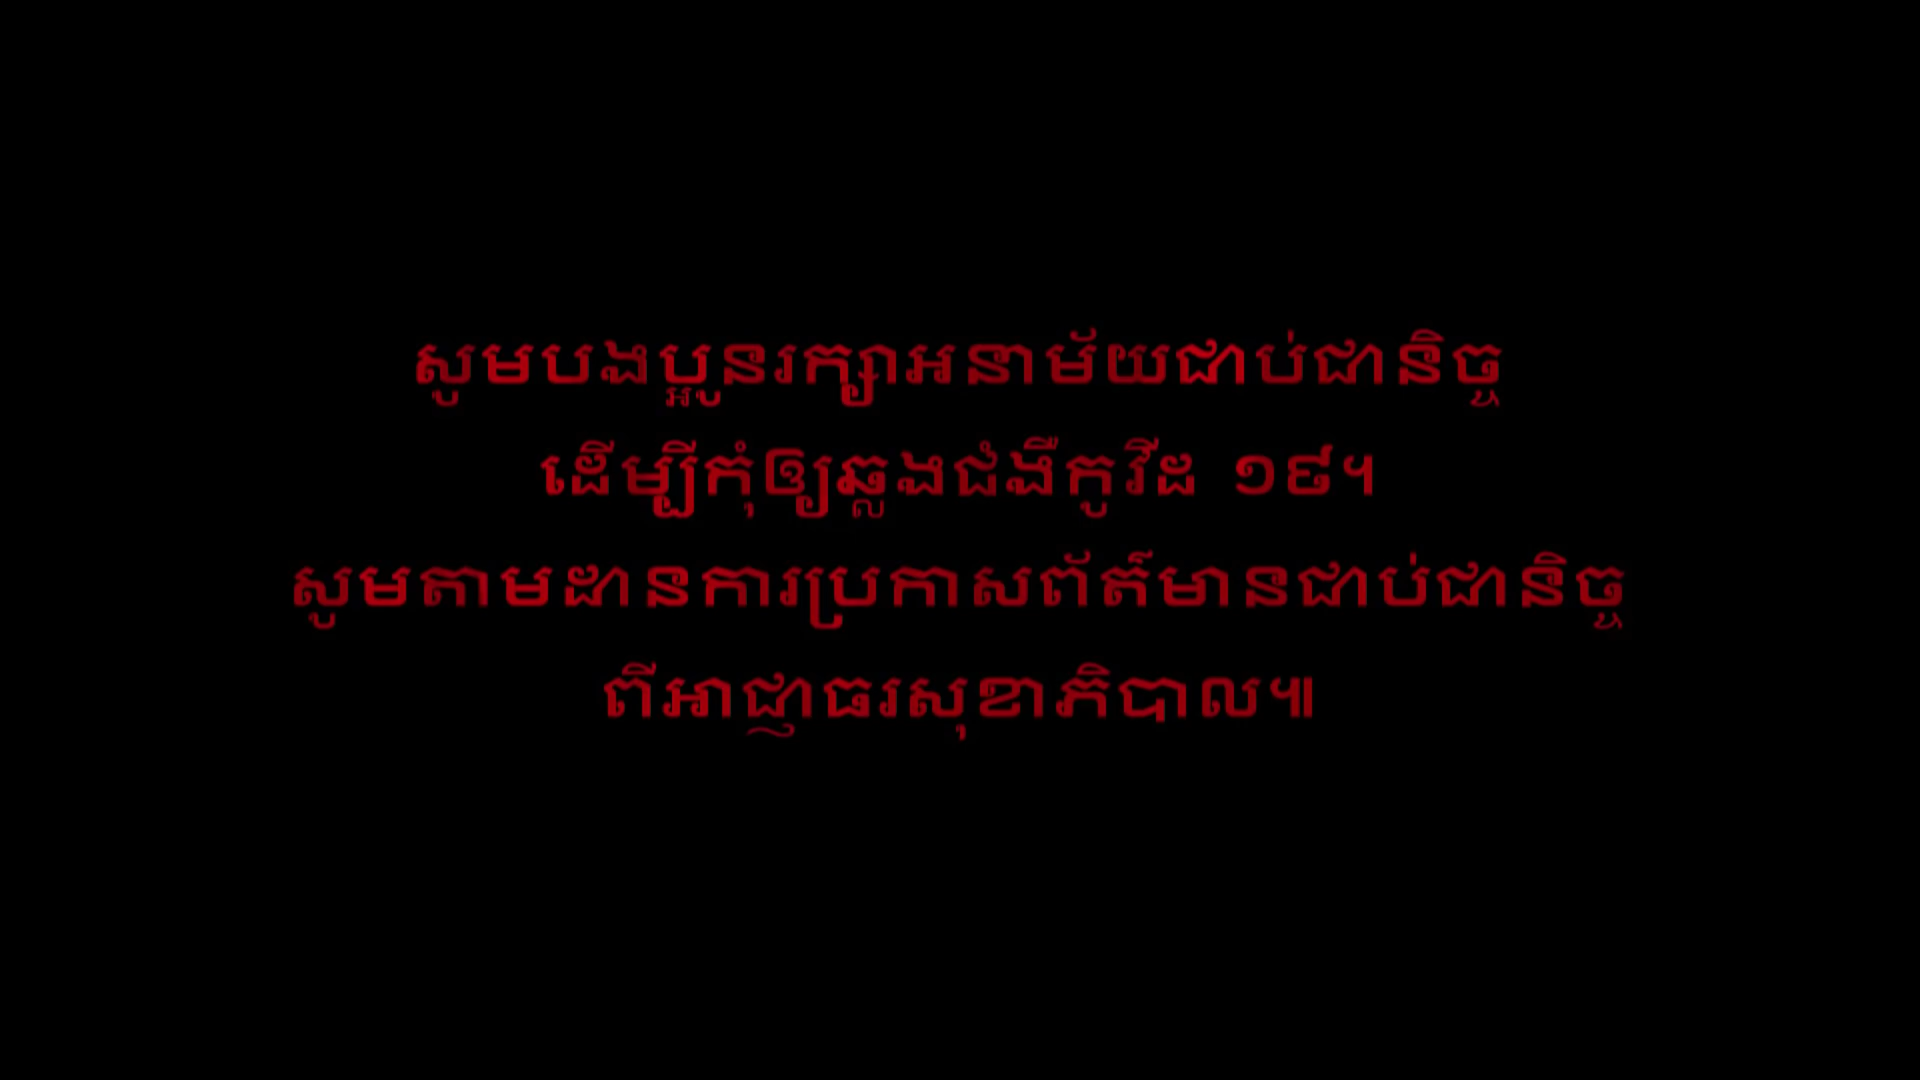 សូមបងប្អូនរក្សាអនាម័យជាប់ជានិច្ច
ដើម្បីកុំឲ្យឆ្លងជំងឺកូវីដ ១៩។
សូមតាមដានការប្រកាសព័ត៌មានជាប់ជានិច្ច
ពីអាជ្ញាធរសុខាភិបាល៕